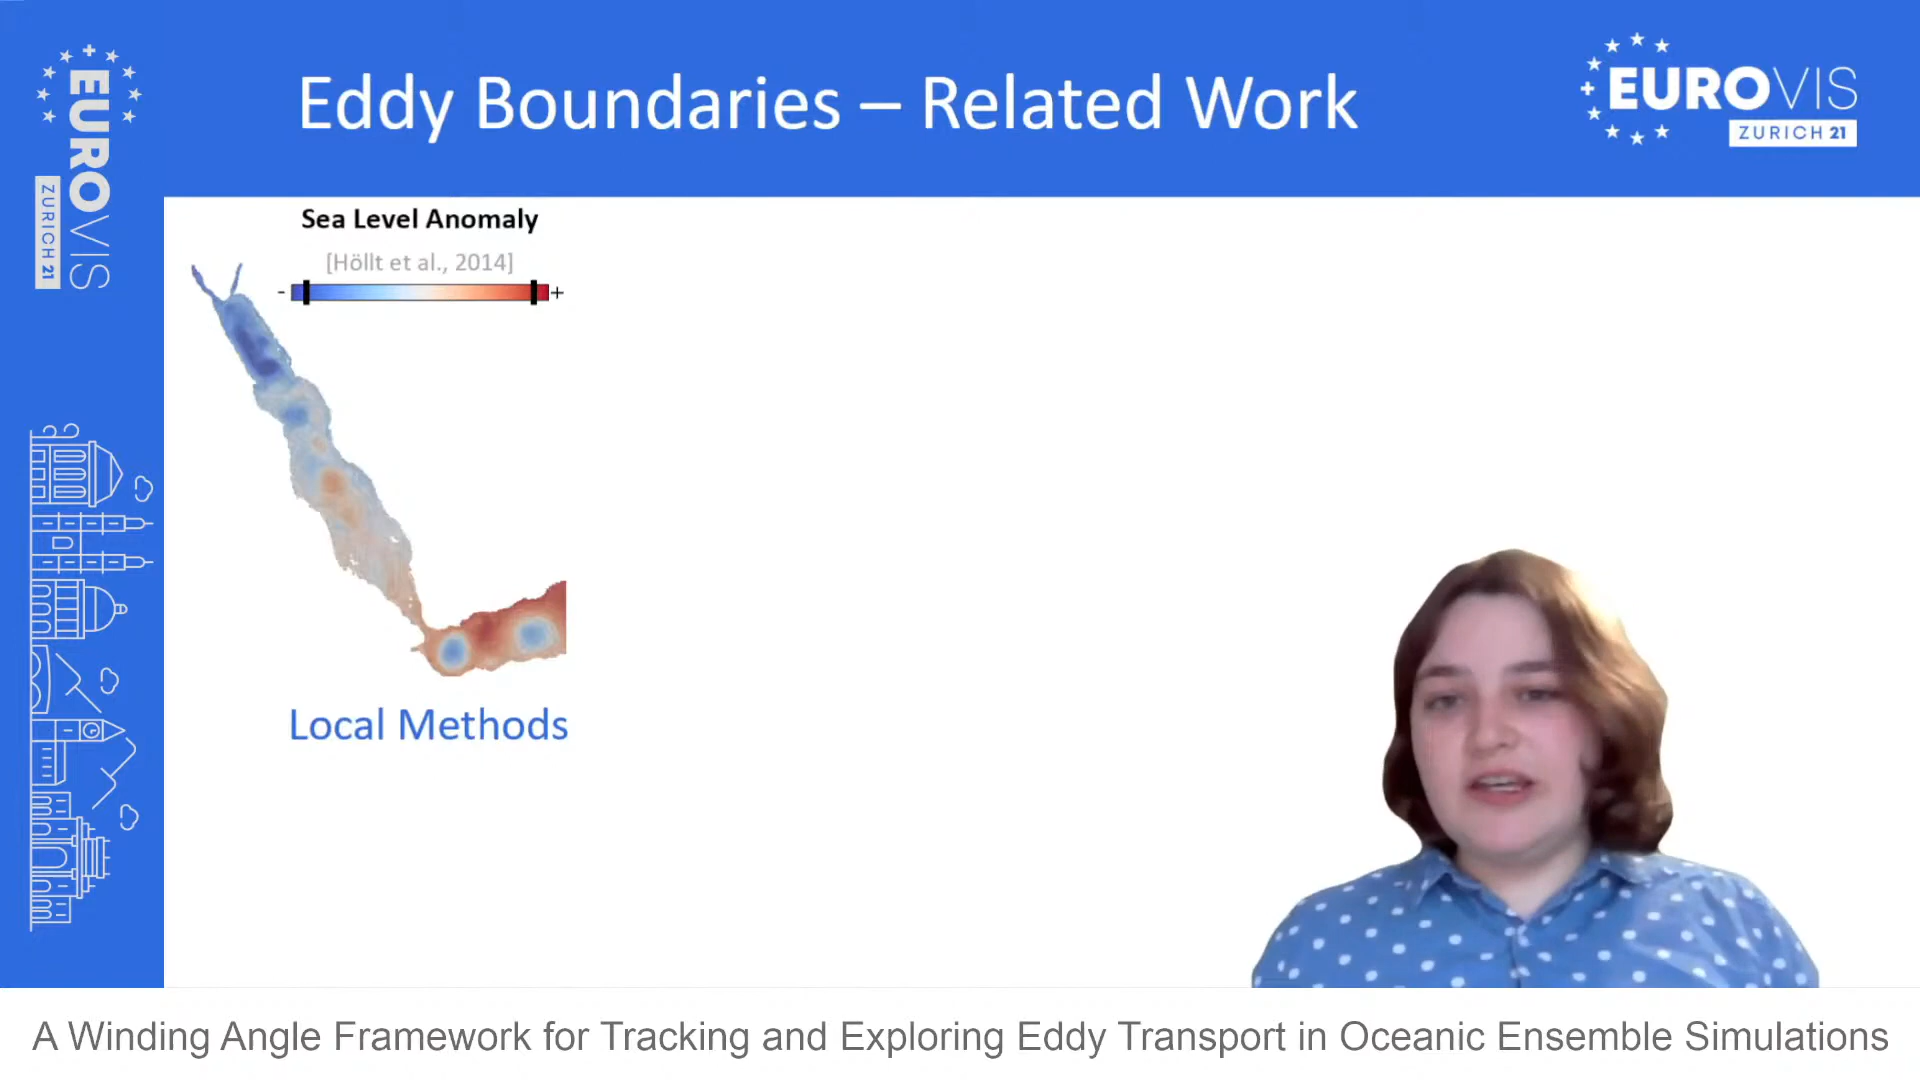 EUROVIS
ZURICH 21
Eddy Boundaries – Related Work
EUROVIS
ZURICH 21
Sea Level Anomaly
[Höllt et al., 2014]
- +
Local Methods
A Winding Angle Framework for Tracking and Exploring Eddy Transport in Oceanic Ensemble Simulations